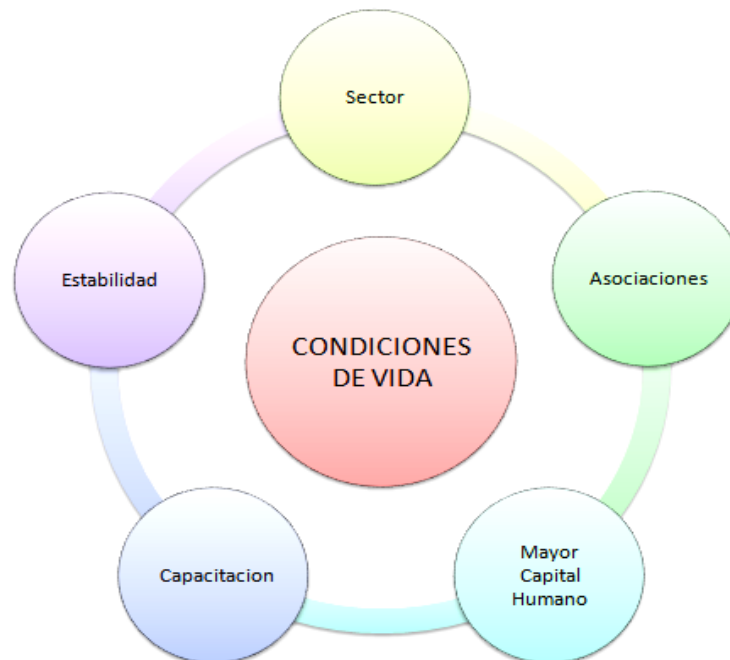 Sector
Asociaciones
Estabilidad
CONDICIONES
DE VIDA
Mayor
Capital
Humano
Capacitacion